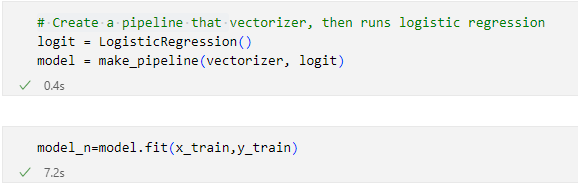 # Create a pipeline that vectorizer, then runs logistic regression
logit = LogisticRegression()
model = make_pipeline(vectorizer, logit)
0.4s
model_n=model.fit(x_train,y_train)
7.2s